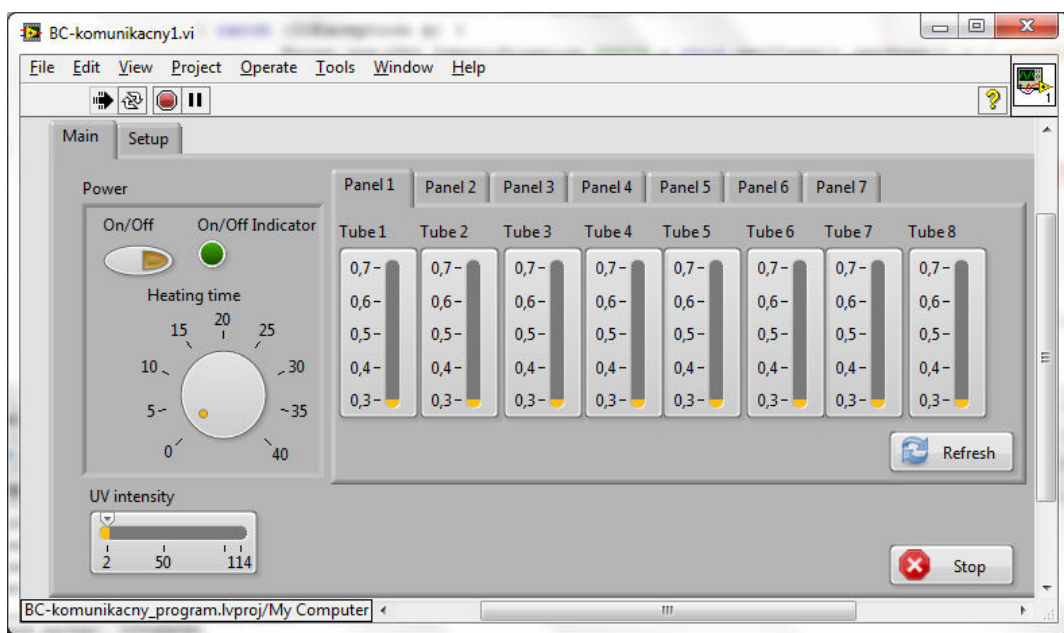 BC-komunikacny1.vi
File Edit View Project Operate Tools Window Help
1
Main Setup
Power
On/Off On/Off Indicator
Heating time
0 5 10 15 20 25 30 35 40
UV intensity
2 50 114
Panel 1 Panel 2 Panel 3 Panel 4 Panel 5 Panel 6 Panel 7
Tube 1 Tube 2 Tube 3 Tube 4 Tube 5 Tube 6 Tube 7 Tube 8
0,7 0,7 0,7 0,7 0,7 0,7 0,7 0,7
0,6 0,6 0,6 0,6 0,6 0,6 0,6 0,6
0,5 0,5 0,5 0,5 0,5 0,5 0,5 0,5
0,4 0,4 0,4 0,4 0,4 0,4 0,4 0,4
0,3 0,3 0,3 0,3 0,3 0,3 0,3 0,3
Refresh
Stop
BC-komunikacny_program.lvproj/My Computer